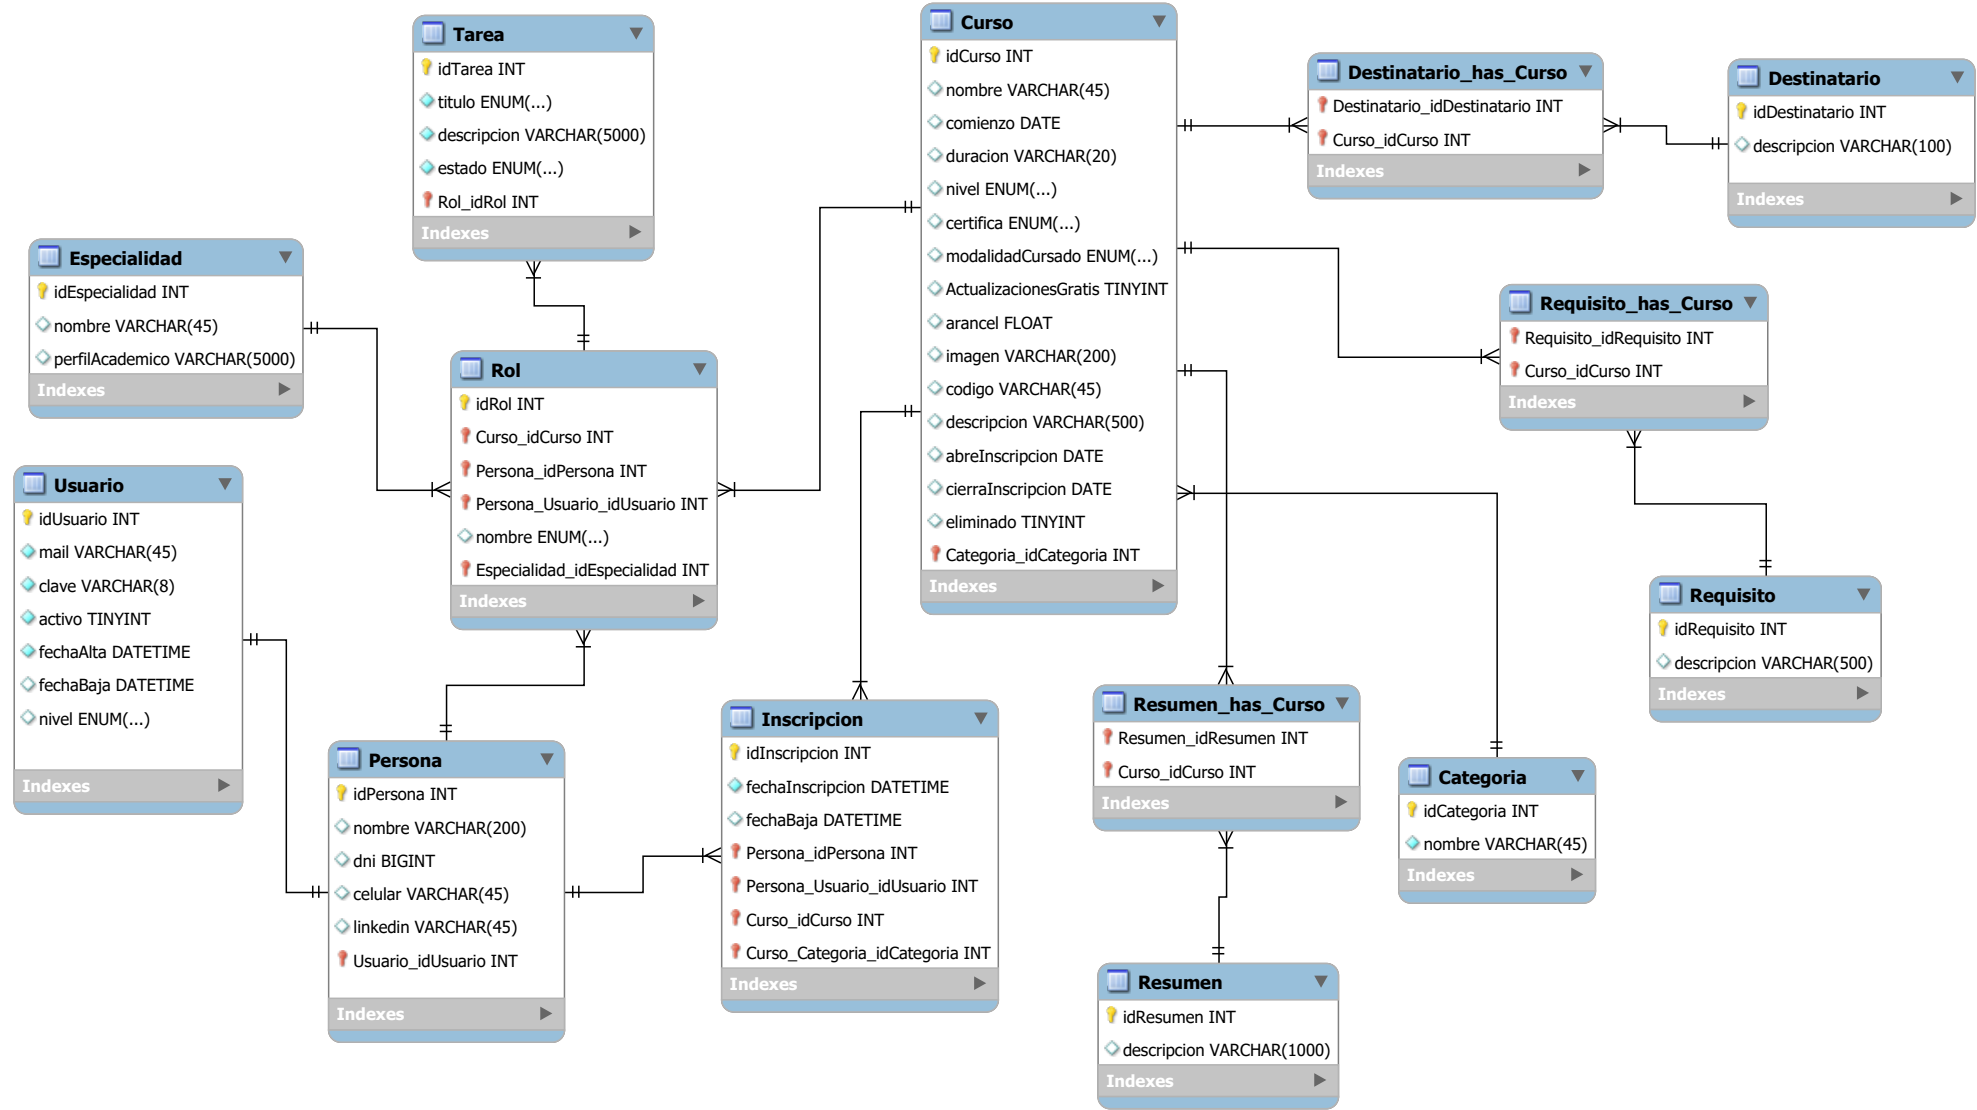 Tarea
idTarea INT
titulo ENUM(...)
descripcion VARCHAR(5000)
estado ENUM(...)
Rol_idRol INT
Indexes
Curso
idCurso INT
nombre VARCHAR(45)
comienzo DATE
duracion VARCHAR(20)
nivel ENUM(...)
certifica ENUM(...)
modalidadCursado ENUM(...)
ActualizacionesGratis TINYINT
arancel FLOAT
imagen VARCHAR(200)
codigo VARCHAR(45)
descripcion VARCHAR(500)
abreInscripcion DATE
cierraInscripcion DATE
eliminado TINYINT
Categoria_idCategoria INT
Indexes
Destinatario_has_Curso
Destinatario_idDestinatario INT
Curso_idCurso INT
Indexes
Destinatario
idDestinatario INT
descripcion VARCHAR(100)
Indexes
Especialidad
idEspecialidad INT
nombre VARCHAR(45)
perfilAcademico VARCHAR(5000)
Indexes
Rol
idRol INT
Curso_idCurso INT
Persona_idPersona INT
Persona_Usuario_idUsuario INT
nombre ENUM(...)
Especialidad_idEspecialidad INT
Indexes
Requisito_has_Curso
Requisito_idRequisito INT
Curso_idCurso INT
Indexes
Usuario
idUsuario INT
mail VARCHAR(45)
clave VARCHAR(8)
activo TINYINT
fechaAlta DATETIME
fechaBaja DATETIME
nivel ENUM(...)
Indexes
Requisito
idRequisito INT
descripcion VARCHAR(500)
Indexes
Persona
idPersona INT
nombre VARCHAR(200)
dni BIGINT
celular VARCHAR(45)
linkedin VARCHAR(45)
Usuario_idUsuario INT
Indexes
Inscripcion
idInscripcion INT
fechaInscripcion DATETIME
fechaBaja DATETIME
Persona_idPersona INT
Persona_Usuario_idUsuario INT
Curso_idCurso INT
Curso_Categoria_idCategoria INT
Indexes
Resumen_has_Curso
Resumen_idResumen INT
Curso_idCurso INT
Indexes
Categoria
idCategoria INT
nombre VARCHAR(45)
Indexes
Resumen
idResumen INT
descripcion VARCHAR(1000)
Indexes